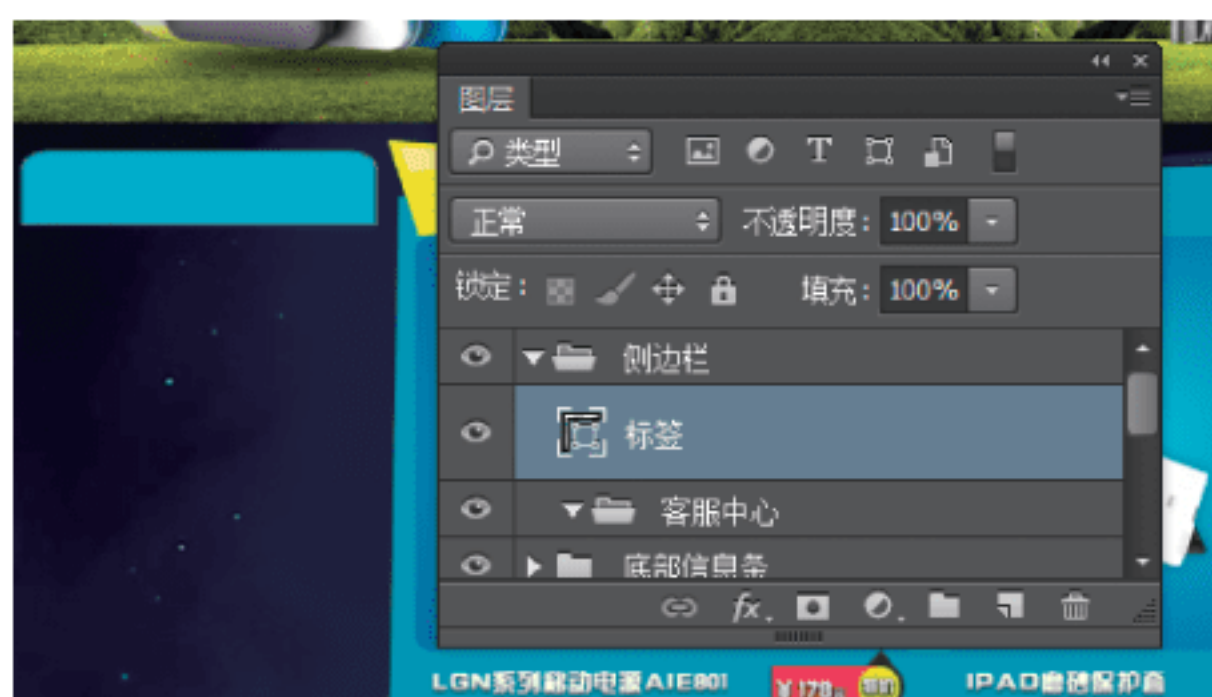 图层
类型
正常 不透明度: 100%
锁定: 填充: 100%
侧边栏
标签
客服中心
底部信息条
fx.
LGN系列移动电源AIE801 IPAD磨砂保护套